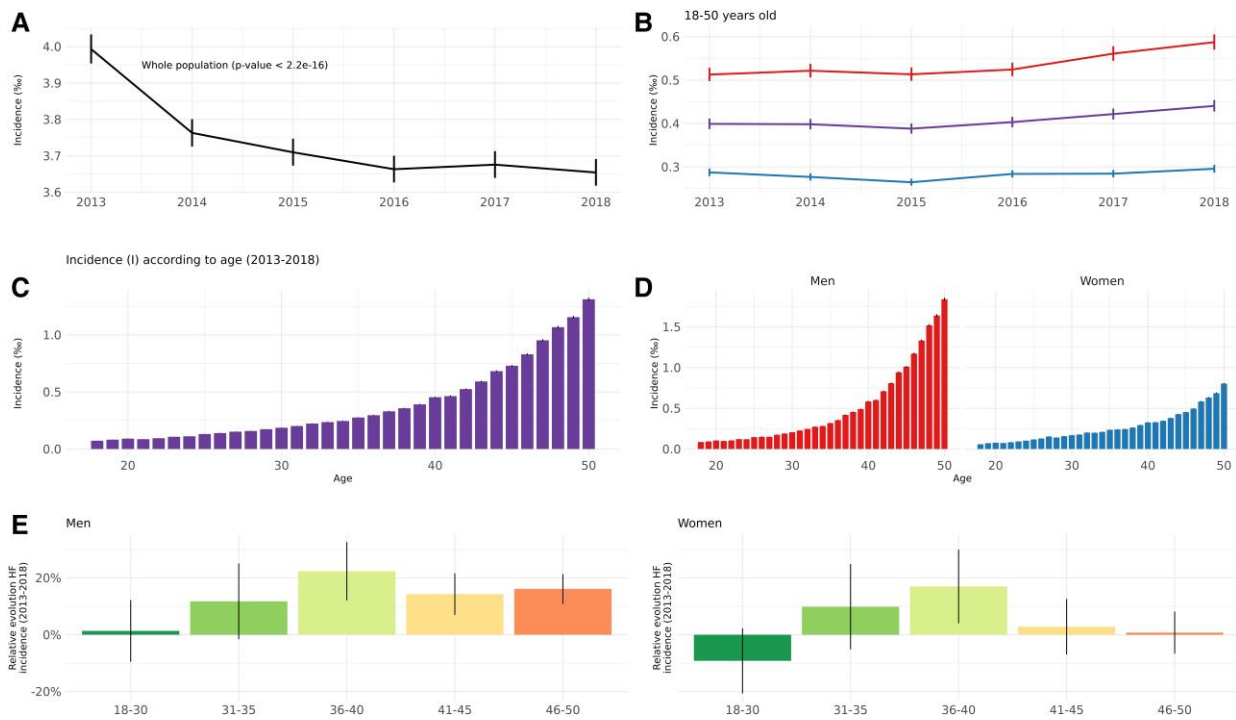 A
Incidence (‰)
4.0
3.9
3.8
3.7
3.6
Whole population (p-value < 2.2e-16)
2013 2014 2015 2016 2017 2018
B
18-50 years old
Incidence (‰)
0.6
0.5
0.4
0.3
2013 2014 2015 2016 2017 2018
Incidence (I) according to age (2013-2018)
C
Incidence (‰)
1.0
0.5
0.0
20 30 40 50
Age
D
Men Women
Incidence (‰)
1.5
1.0
0.5
0.0
20 30 40 50 20 30 40 50
Age
E
Men
Relative evolution HF
incidence (2013-2018)
20%
0%
-20%
18-30 31-35 36-40 41-45 46-50
Women
Relative evolution HF
incidence (2013-2018)
18-30 31-35 36-40 41-45 46-50